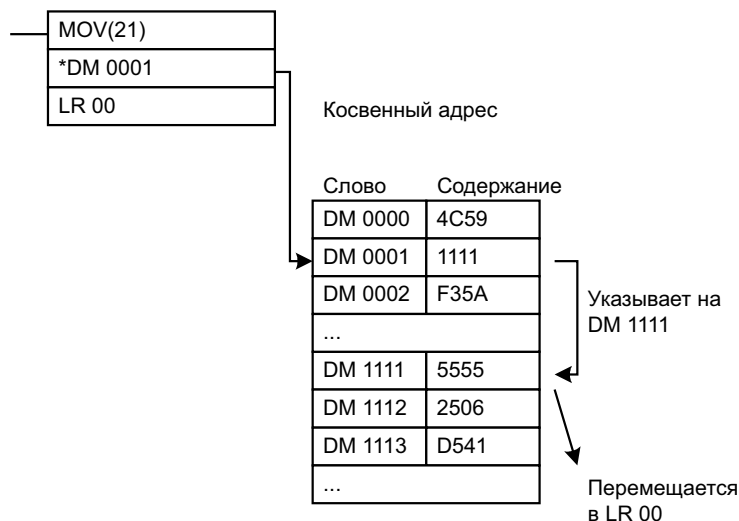 MOV(21)
*DM 0001
LR 00
Косвенный адрес
Слово Содержание
DM 0000 4C59
DM 0001 1111
DM 0002 F35A
...
Указывает на
DM 1111
DM 1111 5555
DM 1112 2506
DM 1113 D541
...
Перемещается
в LR 00